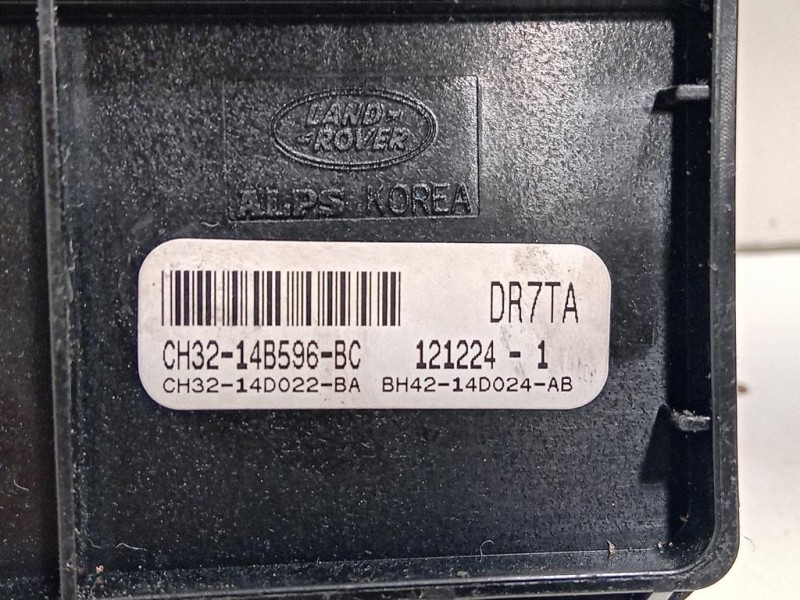 LAND-
-ROVER
ALPS KOREA
DR7TA
CH32-14B596-BC 121224 - 1
CH32-14D022-BA BH42-14D024-AB